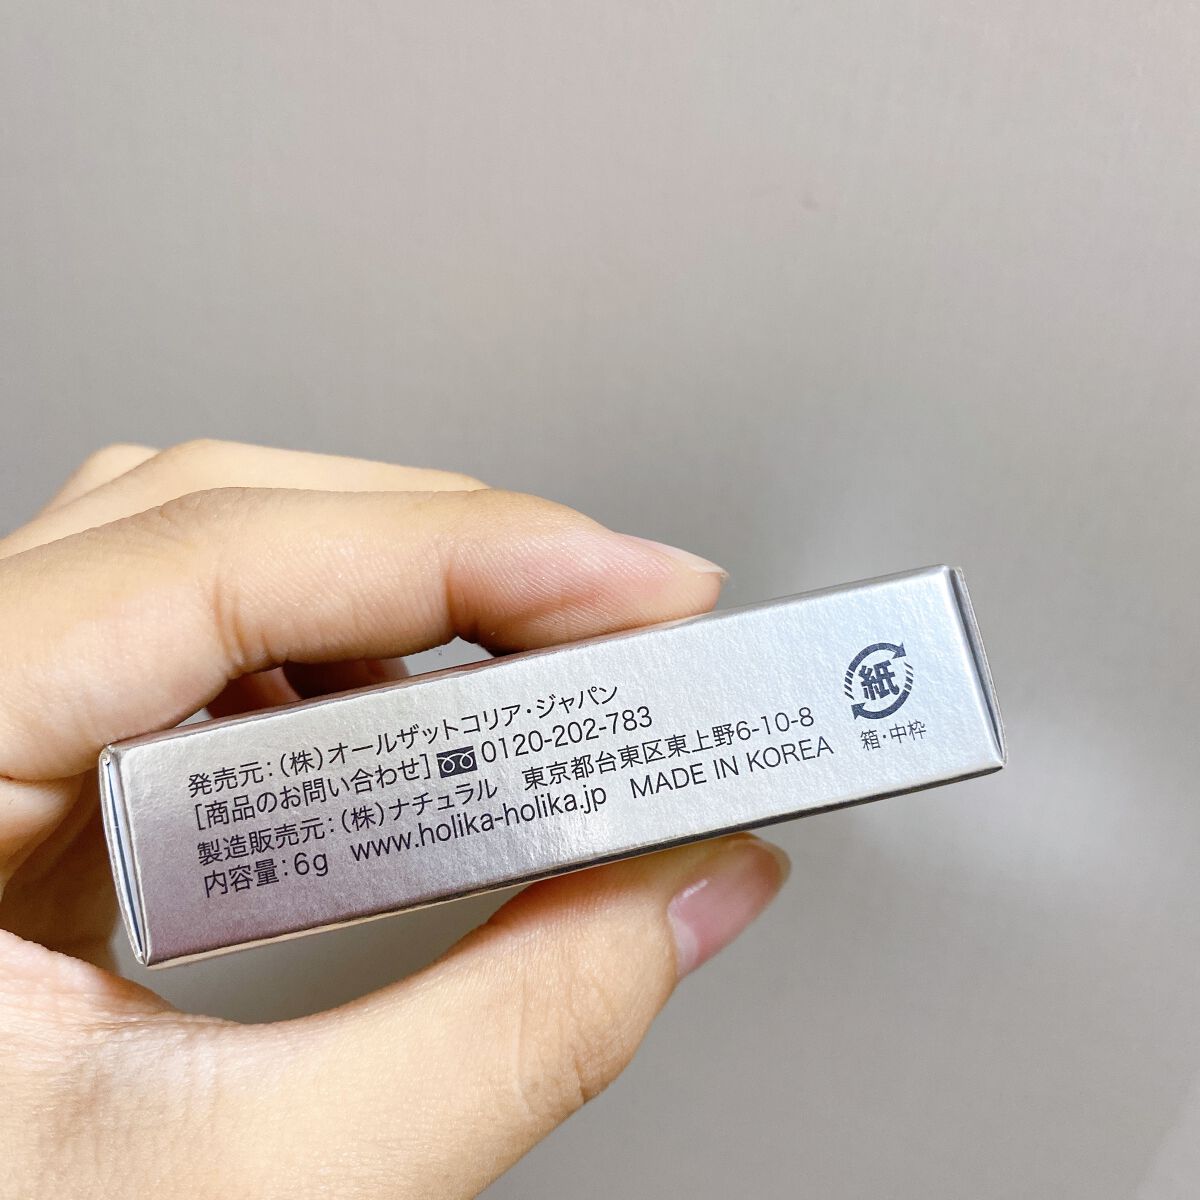 発売元：(株)オールザットコリア・ジャパン
[商品のお問い合わせ] 0120-202-783
製造販売元：(株)ナチュラル 東京都台東区東上野6-10-8
内容量：6g www.holika-holika.jp MADE IN KOREA
紙
箱・中枠